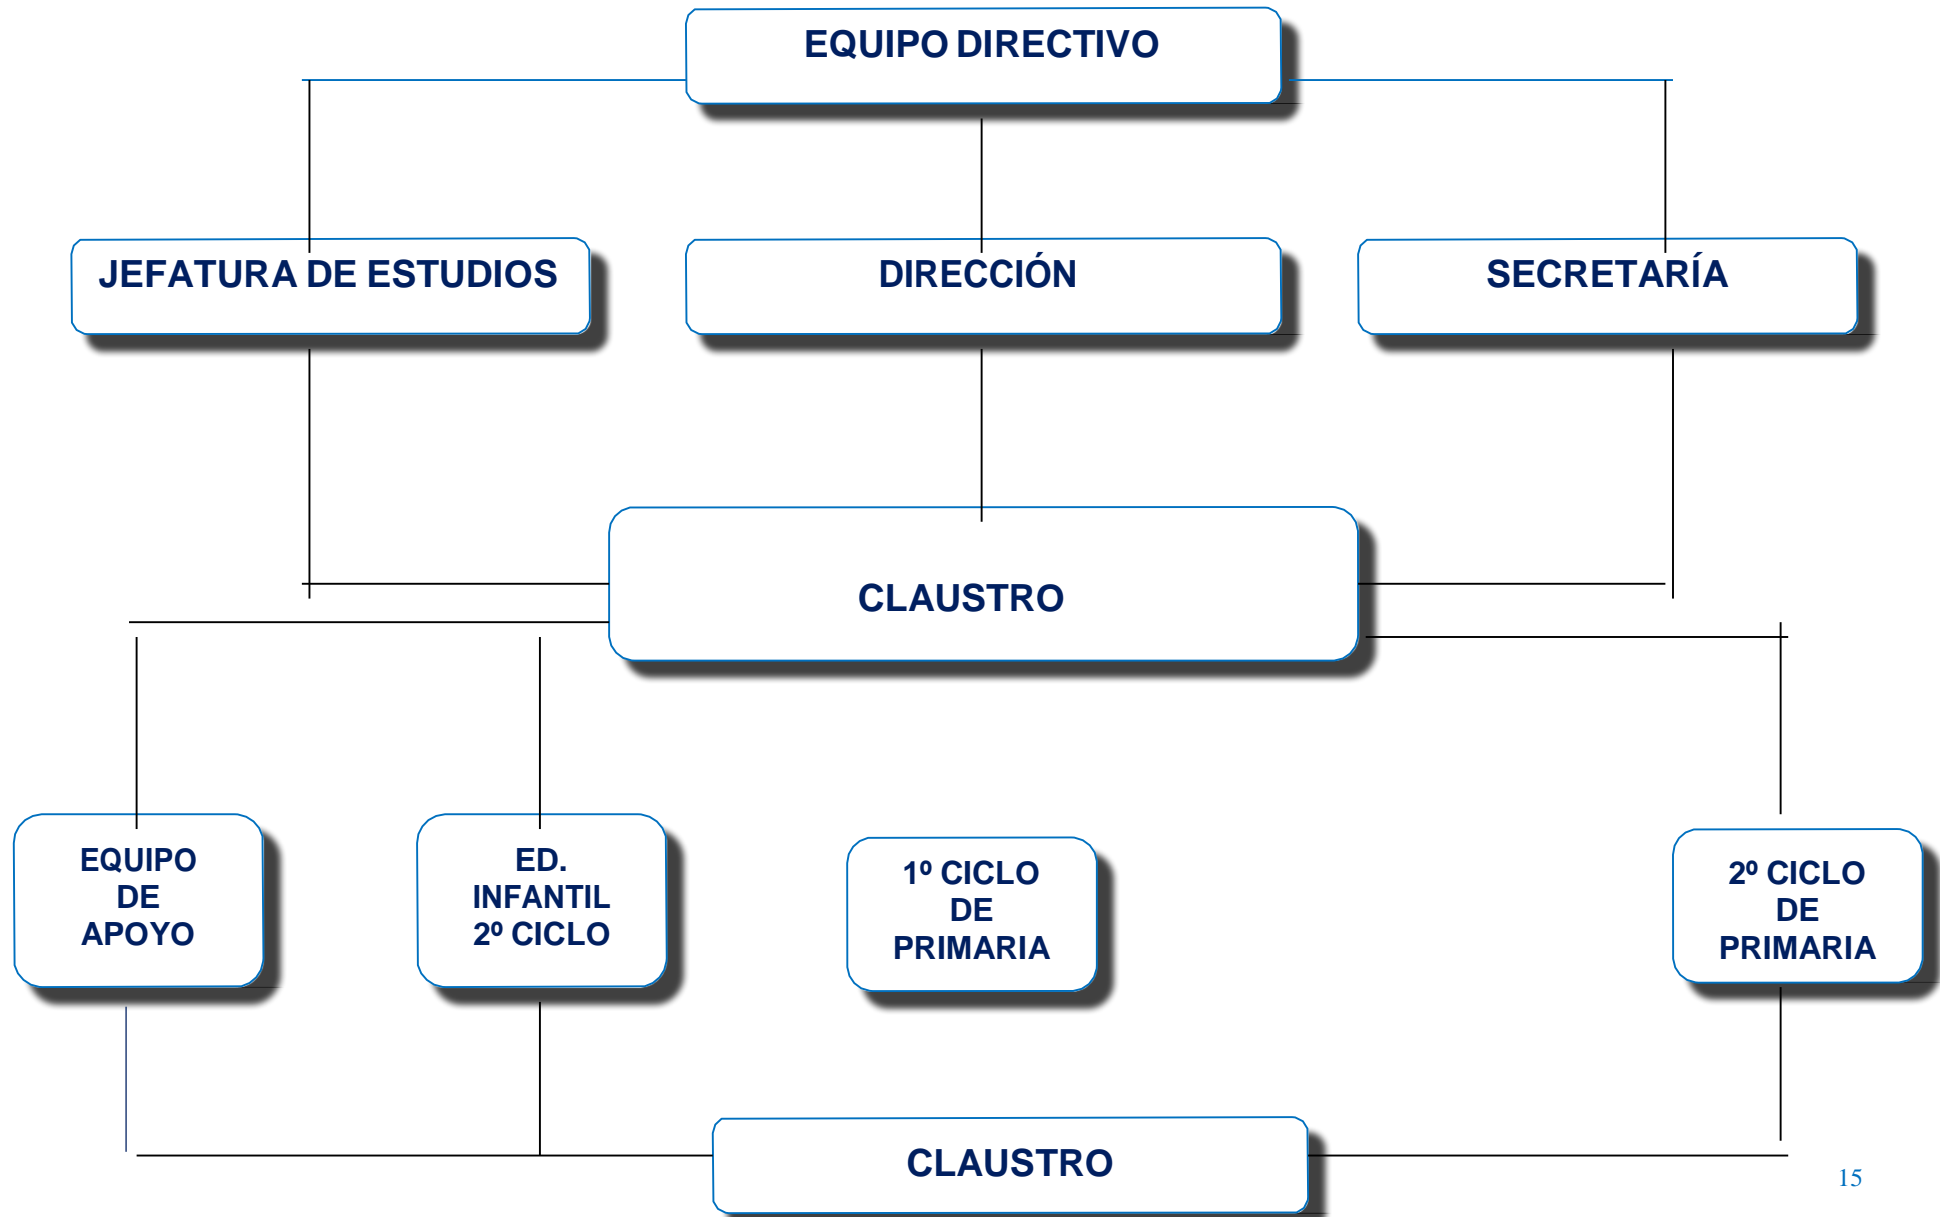 EQUIPO DIRECTIVO
JEFATURA DE ESTUDIOS
DIRECCIÓN
SECRETARÍA
CLAUSTRO
EQUIPO
DE
APOYO
ED.
INFANTIL
2º CICLO
1º CICLO
DE
PRIMARIA
2º CICLO
DE
PRIMARIA
CLAUSTRO
15